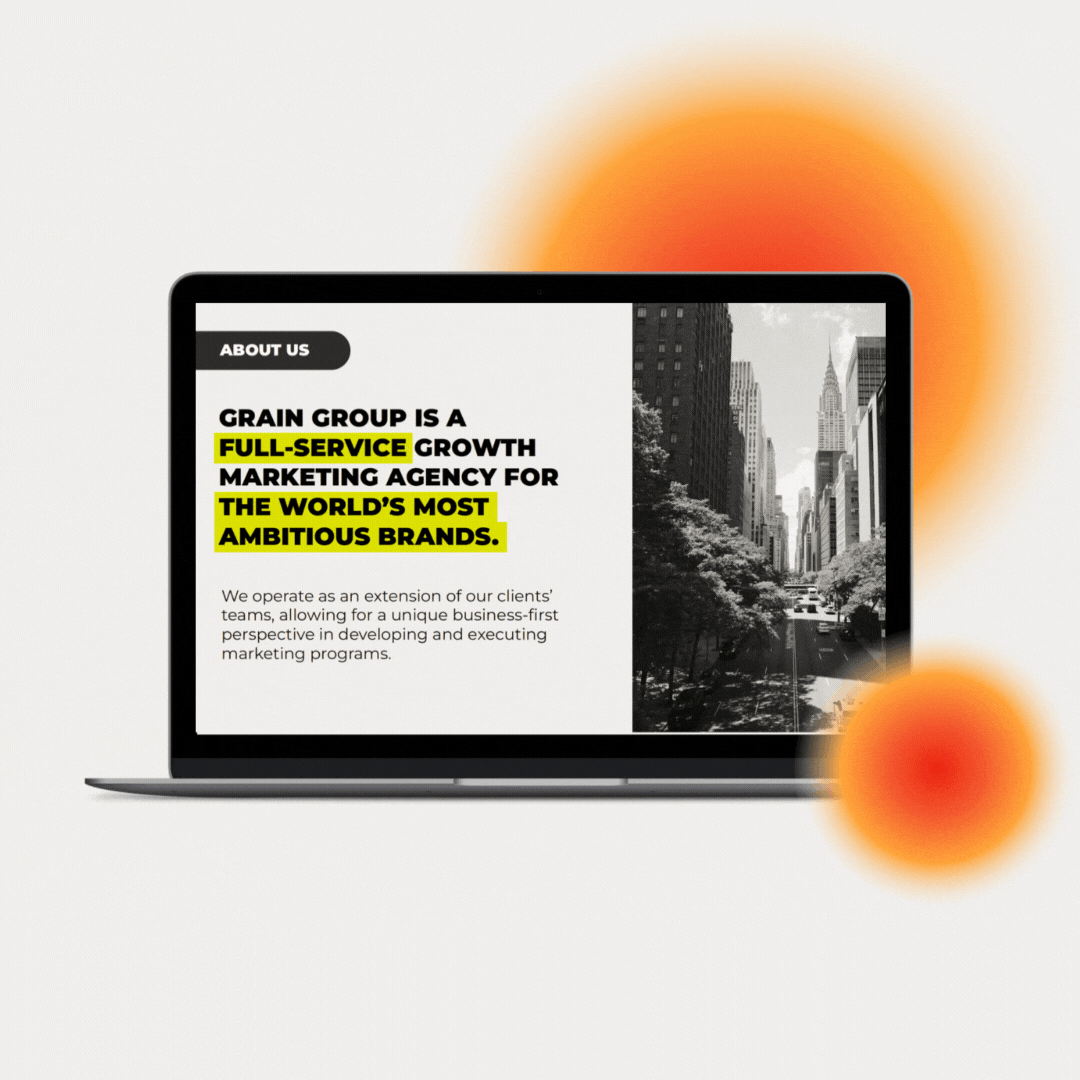 ABOUT US
GRAIN GROUP IS A
FULL-SERVICE GROWTH
MARKETING AGENCY FOR
THE WORLD’S MOST
AMBITIOUS BRANDS.
We operate as an extension of our clients’
teams, allowing for a unique business-first
perspective in developing and executing
marketing programs.